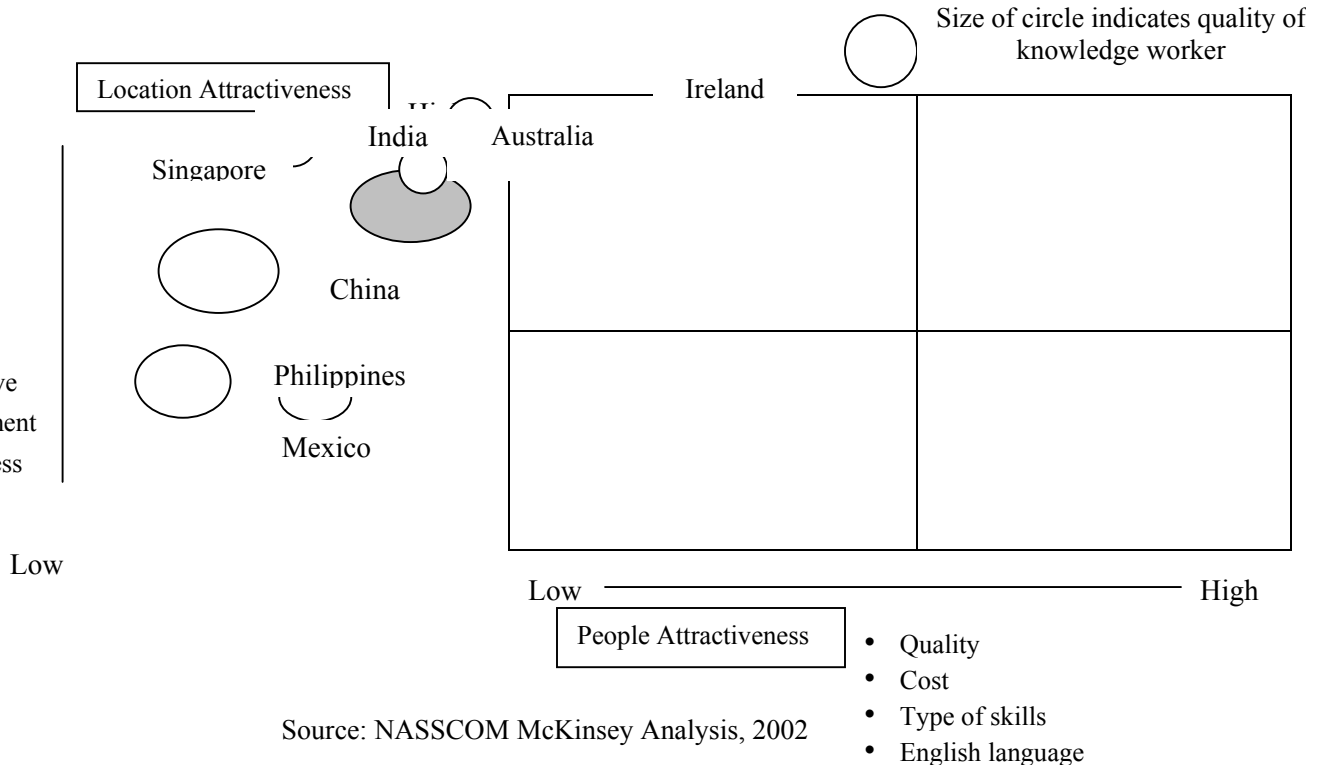 Size of circle indicates quality of
knowledge worker
Location Attractiveness
Ireland
India
Australia
Singapore
China
Philippines
Mexico
Low
Low
High
People Attractiveness
• Quality
• Cost
• Type of skills
• English language
Source: NASSCOM McKinsey Analysis, 2002